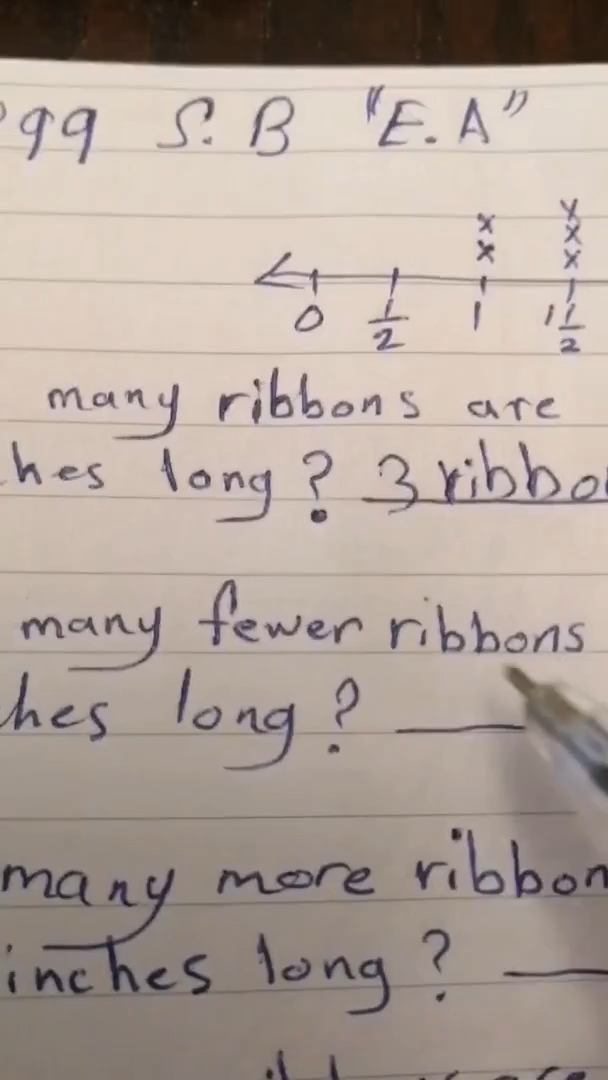 99 S.B "E.A"
x x
x x
x
0 1/2 1 1 1/2
many ribbons are
hes long? 3 ribbo
many fewer ribbons
hes long?
many more ribbon
inches long?